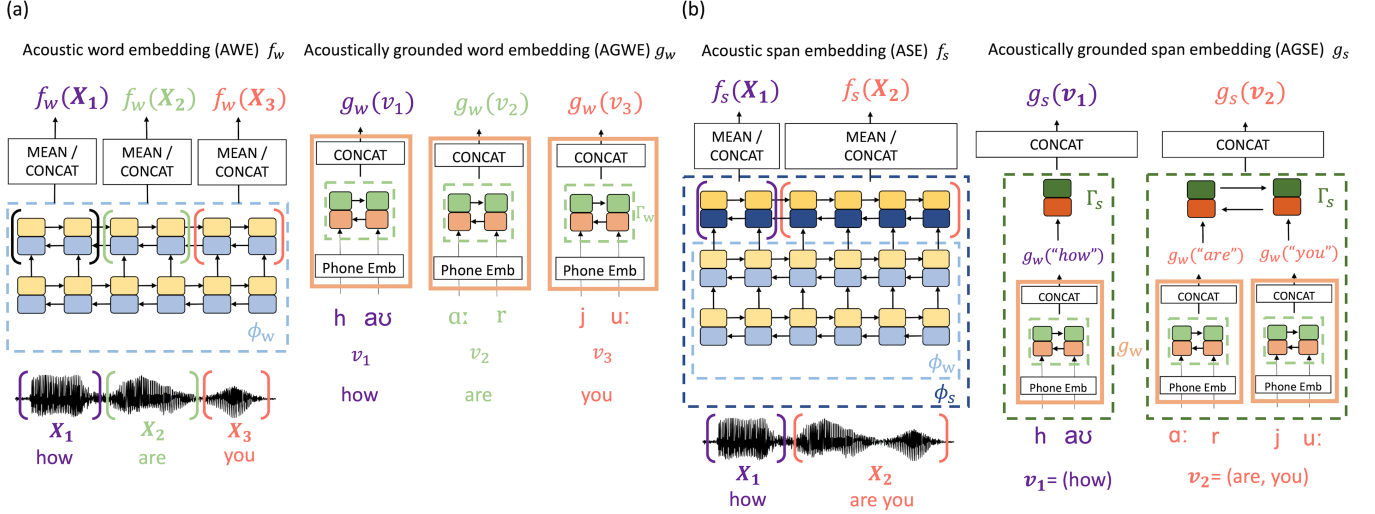 (a)
Acoustic word embedding (AWE) f_w
f_w(X_1) f_w(X_2) f_w(X_3)
MEAN / CONCAT MEAN / CONCAT MEAN / CONCAT
ϕ_w
X_1 X_2 X_3
how are you
Acoustically grounded word embedding (AGWE) g_w
g_w(v_1) g_w(v_2) g_w(v_3)
CONCAT CONCAT CONCAT
Γ_w
Phone Emb Phone Emb Phone Emb
h aʊ ɑː r j uː
v_1 v_2 v_3
how are you
(b)
Acoustic span embedding (ASE) f_s
f_s(X_1) f_s(X_2)
MEAN / CONCAT MEAN / CONCAT
ϕ_w
ϕ_s
X_1 X_2
how are you
Acoustically grounded span embedding (AGSE) g_s
g_s(v_1) g_s(v_2)
CONCAT CONCAT
Γ_s Γ_s
g_w("how") g_w("are") g_w("you")
CONCAT CONCAT CONCAT
g_w
Phone Emb Phone Emb Phone Emb
h aʊ ɑː r j uː
v_1= (how) v_2= (are, you)